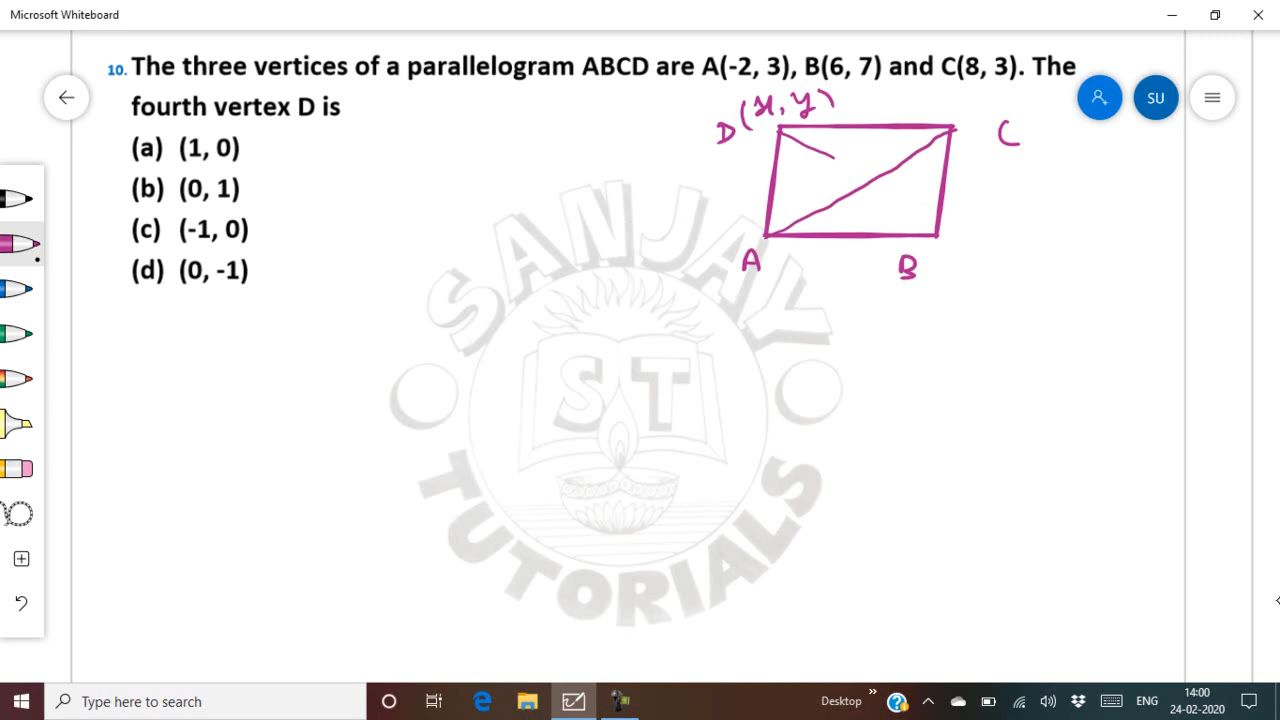 Microsoft Whiteboard
10. The three vertices of a parallelogram ABCD are A(-2, 3), B(6, 7) and C(8, 3). The
fourth vertex D is
(a) (1, 0)
(b) (0, 1)
(c) (-1, 0)
(d) (0, -1)
D (x, y)
C
A
B
SU
SANJAY
ST
TUTORIALS
Type here to search
Desktop
ENG
14:00
24-02-2020